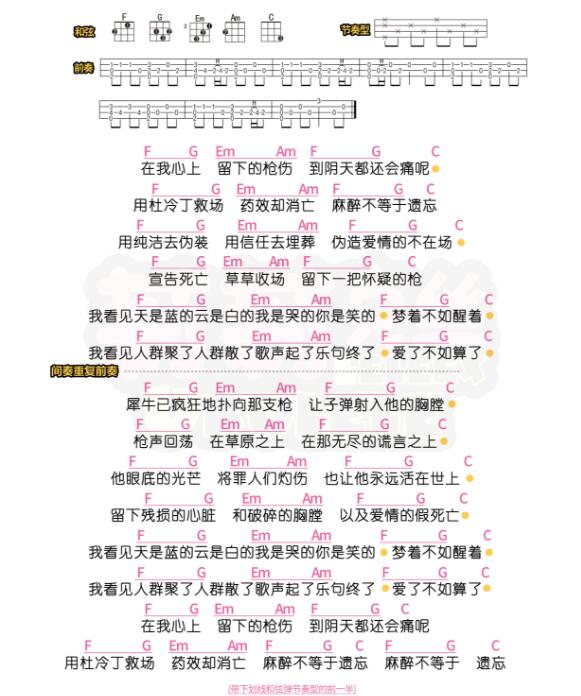 和弦 F G Em Am C 节奏型
前奏
F G Em Am F G C
在我心上 留下的枪伤 到阴天都还会痛呢
F G Em Am F G C
用杜冷丁救场 药效却消亡 麻醉不等于遗忘
F G Em Am F G C
用纯洁去伪装 用信任去埋葬 伪造爱情的不在场
F G Em Am F G C
宣告死亡 草草收场 留下一把怀疑的枪
F G Em Am F G C
我看见天是蓝的云是白的我是哭的你是笑的 梦着不如醒着
F G Em Am F G C
我看见人群聚了人群散了歌声起了乐句终了 爱了不如算了
间奏重复前奏
F G Em Am F G C
犀牛已疯狂地扑向那支枪 让子弹射入他的胸膛
F G Em Am F G C
枪声回荡 在草原之上 在那无尽的谎言之上
F G Em Am F G C
他眼底的光芒 将罪人们灼伤 也让他永远活在世上
F G Em Am F G C
留下残损的心脏 和破碎的胸膛 以及爱情的假死亡
F G Em Am F G C
我看见天是蓝的云是白的我是哭的你是笑的 梦着不如醒着
F G Em Am F G C
我看见人群聚了人群散了歌声起了乐句终了 爱了不如算了
F G Em Am F G C
在我心上 留下的枪伤 到阴天都还会痛呢
F G Em Am F G C F G C
用杜冷丁救场 药效却消亡 麻醉不等于遗忘 麻醉不等于 遗忘
(带下划线和弦弹节奏型的前一半)